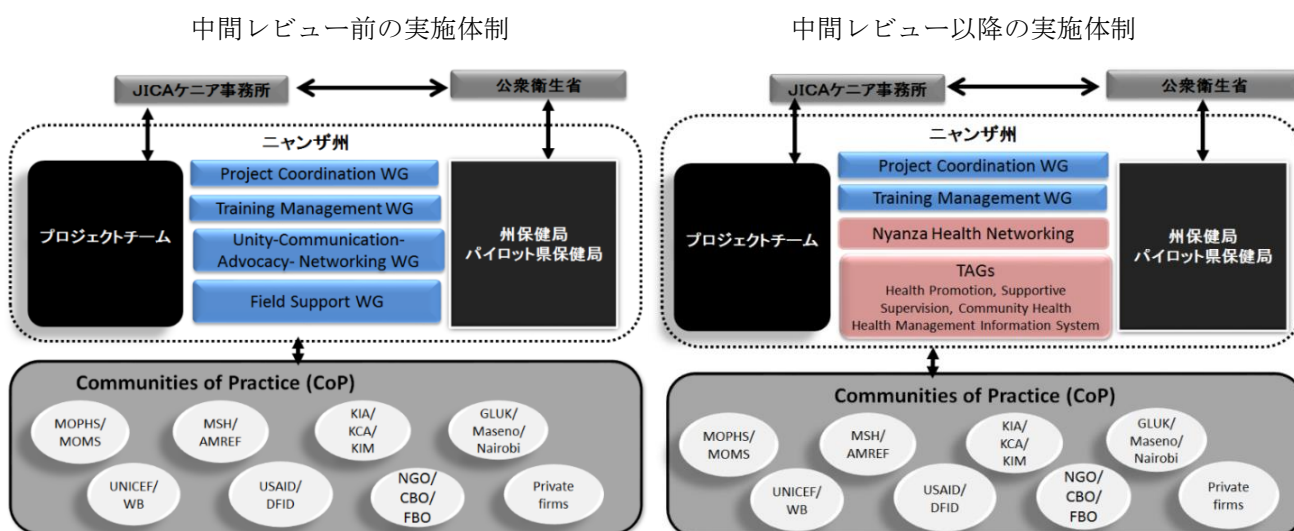 中間レビュー前の実施体制
JICAケニア事務所
公衆衛生省
ニャンザ州
プロジェクトチーム
Project Coordination WG
Training Management WG
Unity-Communication-
Advocacy- Networking WG
Field Support WG
州保健局
パイロット県保健局
Communities of Practice (CoP)
MOPHS/
MOMS
MSH/
AMREF
KIA/
KCA/
KIM
GLUK/
Maseno/
Nairobi
UNICEF/
WB
USAID/
DFID
NGO/
CBO/
FBO
Private
firms
中間レビュー以降の実施体制
JICAケニア事務所
公衆衛生省
ニャンザ州
プロジェクトチーム
Project Coordination WG
Training Management WG
Nyanza Health Networking
TAGs
Health Promotion, Supportive
Supervision, Community Health
Health Management Information System
州保健局
パイロット県保健局
Communities of Practice (CoP)
MOPHS/
MOMS
MSH/
AMREF
KIA/
KCA/
KIM
GLUK/
Maseno/
Nairobi
UNICEF/
WB
USAID/
DFID
NGO/
CBO/
FBO
Private
firms